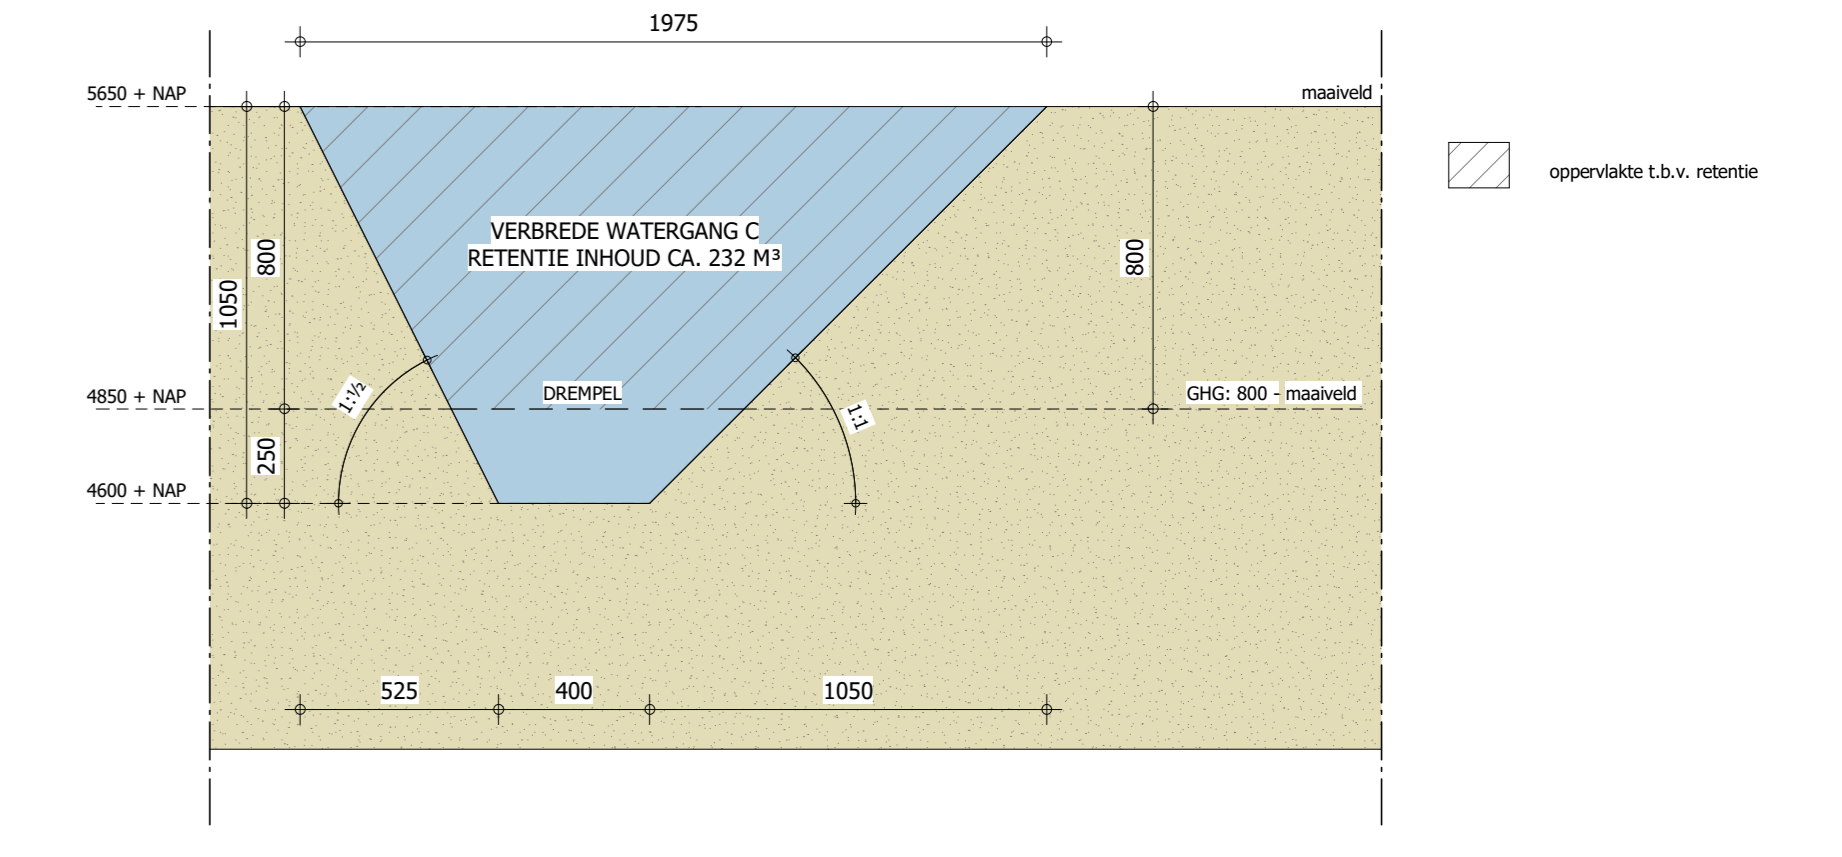 1975
5650 + NAP
maaiveld
oppervlakte t.b.v. retentie
VERBREDE WATERGANG C
RETENTIE INHOUD CA. 232 M³
800
1050
800
1:½
DREMPEL
4850 + NAP
GHG: 800 - maaiveld
1:1
250
4600 + NAP
525
400
1050